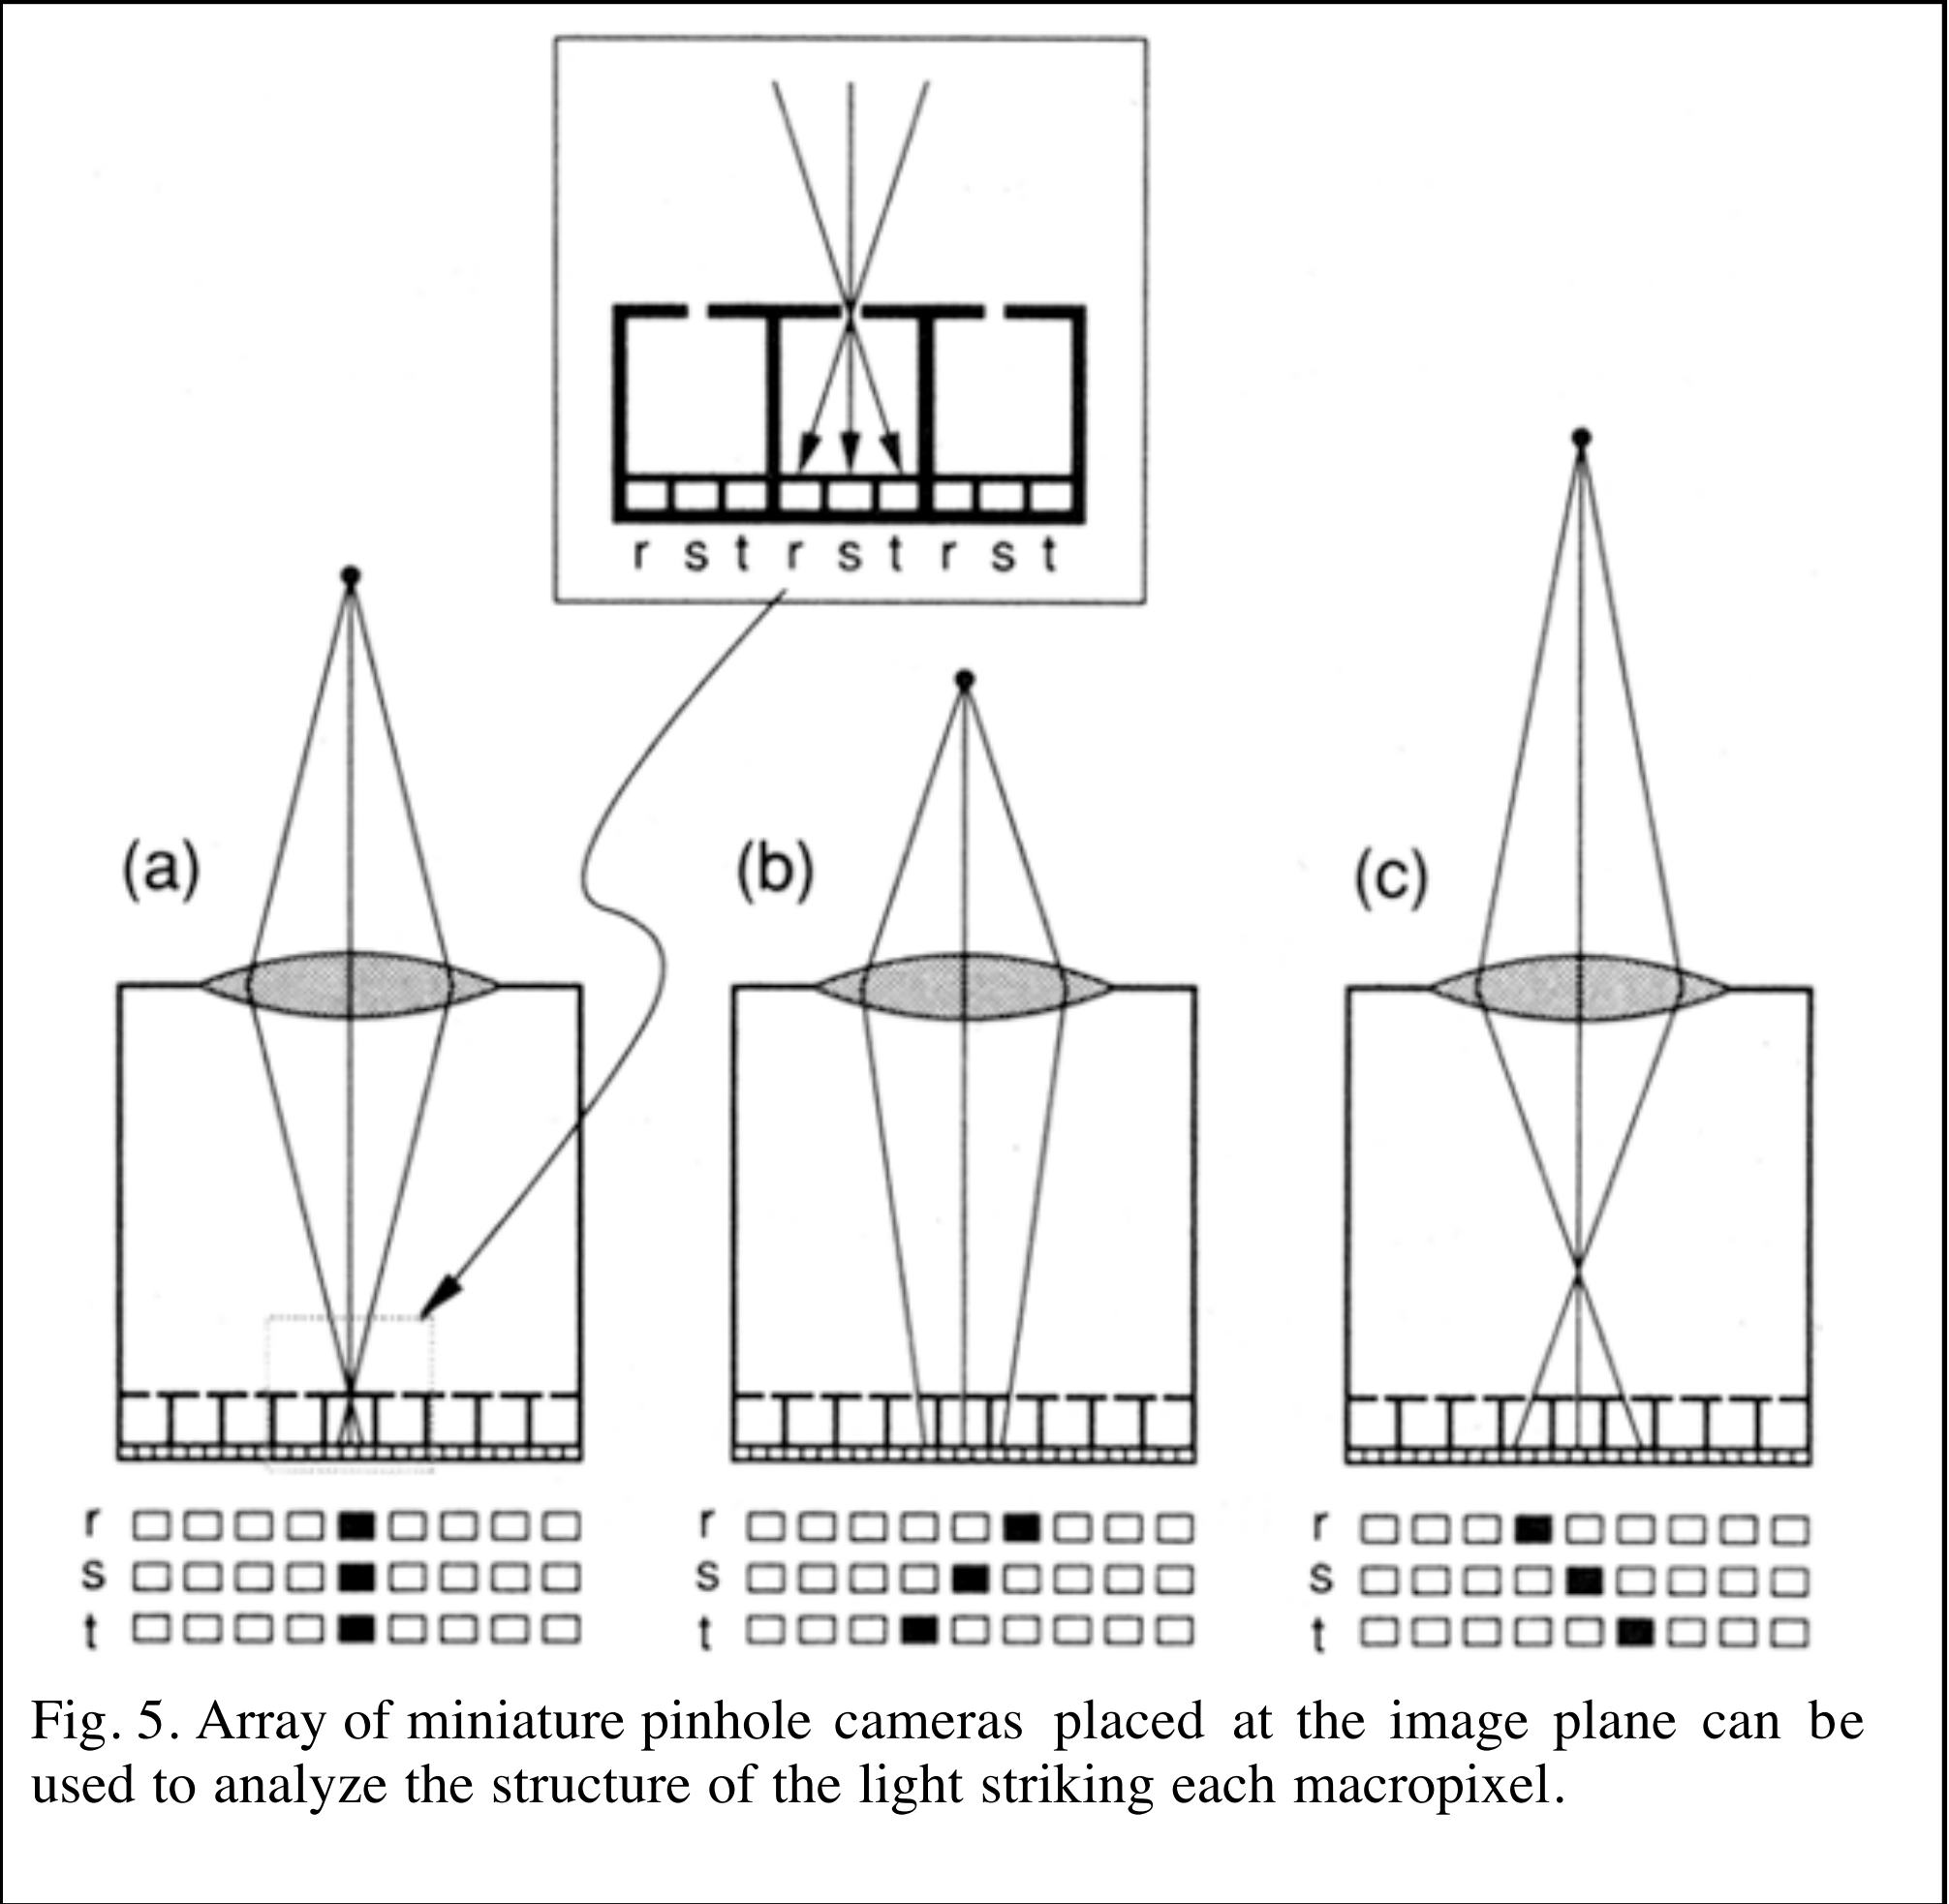 r s t r s t r s t
(a)
(b)
(c)
r
s
t
r
s
t
r
s
t
Fig. 5. Array of miniature pinhole cameras placed at the image plane can be
used to analyze the structure of the light striking each macropixel.